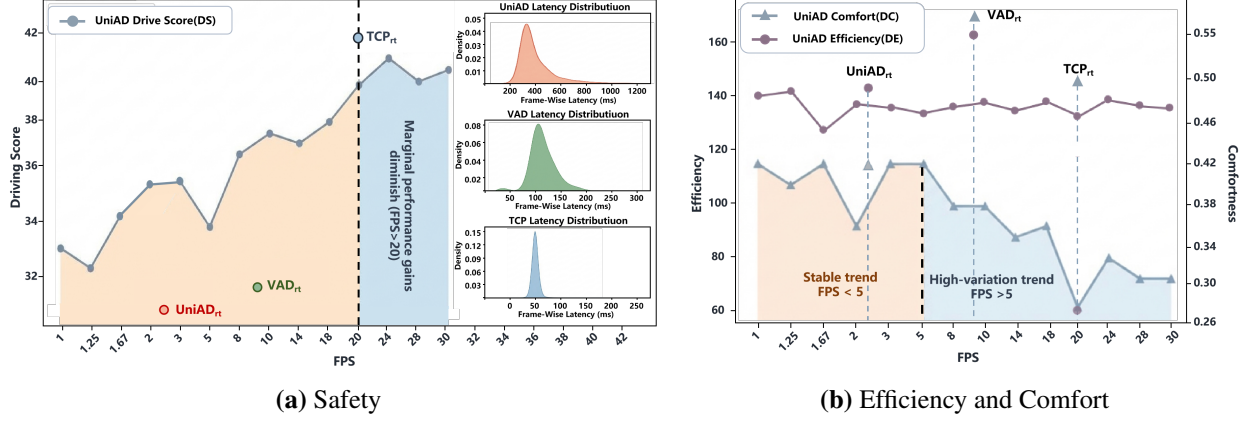 UniAD Drive Score(DS)
Driving Score
42
40
38
36
34
32
TCPrt
VADrt
UniADrt
Marginal performance gains
diminish (FPS>20)
1 1.25 1.67 2 3 5 8 10 14 18 20 24 28 30 32 34 36 40 42
FPS
UniAD Latency Distributiuon
Density
0.05
0.04
0.03
0.02
0.01
200 400 600 800 1000 1200
Frame-Wise Latency (ms)
VAD Latency Distributiuon
Density
0.08
0.06
0.04
0.02
50 100 150 200 250 300
Frame-Wise Latency (ms)
TCP Latency Distributiuon
Density
0.15
0.12
0.09
0.06
0.03
0 50 100 150 200 250
Frame-Wise Latency (ms)
(a) Safety
UniAD Comfort(DC)
UniAD Efficiency(DE)
Efficiency
160
140
120
100
80
60
UniADrt
VADrt
TCPrt
Stable trend
FPS < 5
High-variation trend
FPS >5
0.55
0.50
0.46
0.42
0.38
0.34
0.30
0.26
Comfortness
1 1.25 1.67 2 3 5 8 10 14 18 20 24 28 30
FPS
(b) Efficiency and Comfort